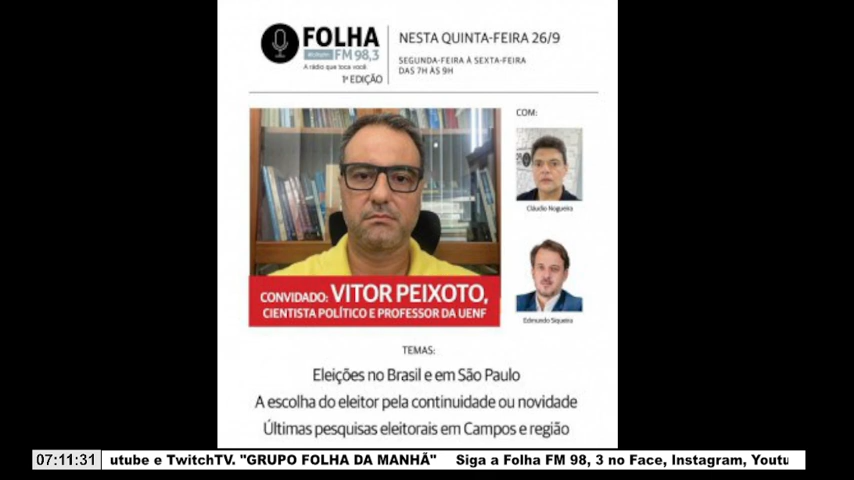 FOLHA
FM 98,3
A rádio que toca você
1ª EDIÇÃO
NESTA QUINTA-FEIRA 26/9
SEGUNDA-FEIRA À SEXTA-FEIRA
DAS 7H ÀS 9H
COM:
Cláudio Nogueira
Edmundo Siqueira
CONVIDADO: VITOR PEIXOTO,
CIENTISTA POLÍTICO E PROFESSOR DA UENF
TEMAS:
Eleições no Brasil e em São Paulo
A escolha do eleitor pela continuidade ou novidade
Últimas pesquisas eleitorais em Campos e região
07:11:31 utube e TwitchTV. "GRUPO FOLHA DA MANHÃ" Siga a Folha FM 98, 3 no Face, Instagram, Youtu